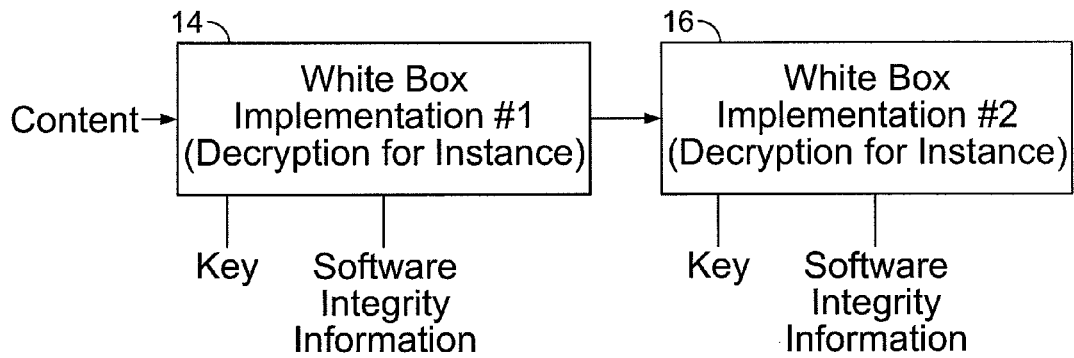 14
White Box
Implementation #1
(Decryption for Instance)
Content
Key
Software
Integrity
Information
16
White Box
Implementation #2
(Decryption for Instance)
Key
Software
Integrity
Information